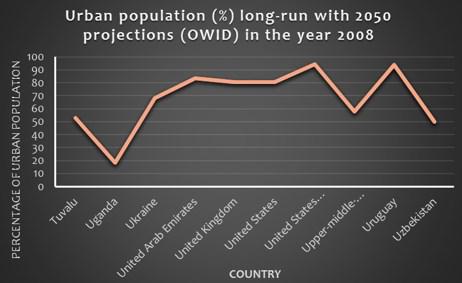 Urban population (%) long-run with 2050
projections (OWID) in the year 2008
PERCENTAGE OF URBAN POPULATION
100
90
80
70
60
50
40
30
20
10
0
Tuvalu
Uganda
Ukraine
United Arab Emirates
United Kingdom
United States
United States...
Upper-middle-...
Uruguay
Uzbekistan
COUNTRY